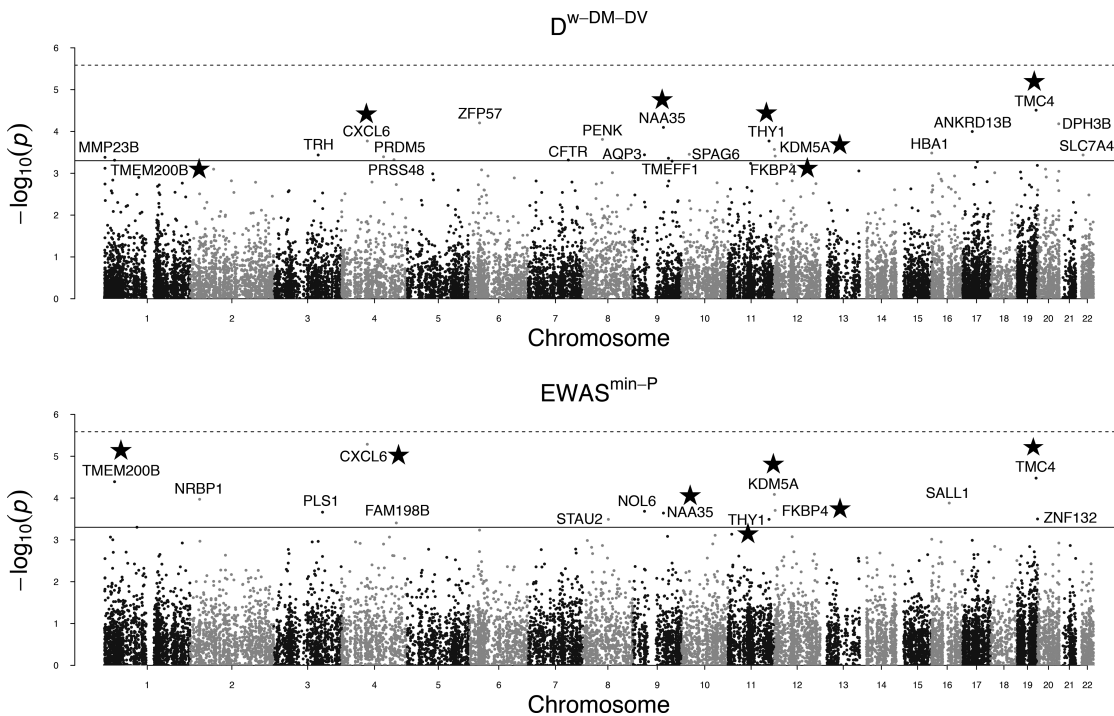 D^w−DM−DV
6
5
4
3
2
1
0
−log10(p)
ZFP57
TMC4
CXCL6
NAA35
THY1
ANKRD13B
DPH3B
PENK
MMP23B
TRH
PRDM5
CFTR
AQP3
SPAG6
KDM5A
HBA1
SLC7A4
TMEM200B
PRSS48
TMEFF1
FKBP4
1 2 3 4 5 6 7 8 9 10 11 12 13 14 15 16 17 18 19 20 21 22
Chromosome
EWAS^min−P
6
5
4
3
2
1
0
−log10(p)
TMEM200B
CXCL6
TMC4
NRBP1
KDM5A
SALL1
PLS1
FAM198B
NOL6
NAA35
FKBP4
STAU2
THY1
ZNF132
1 2 3 4 5 6 7 8 9 10 11 12 13 14 15 16 17 18 19 20 21 22
Chromosome